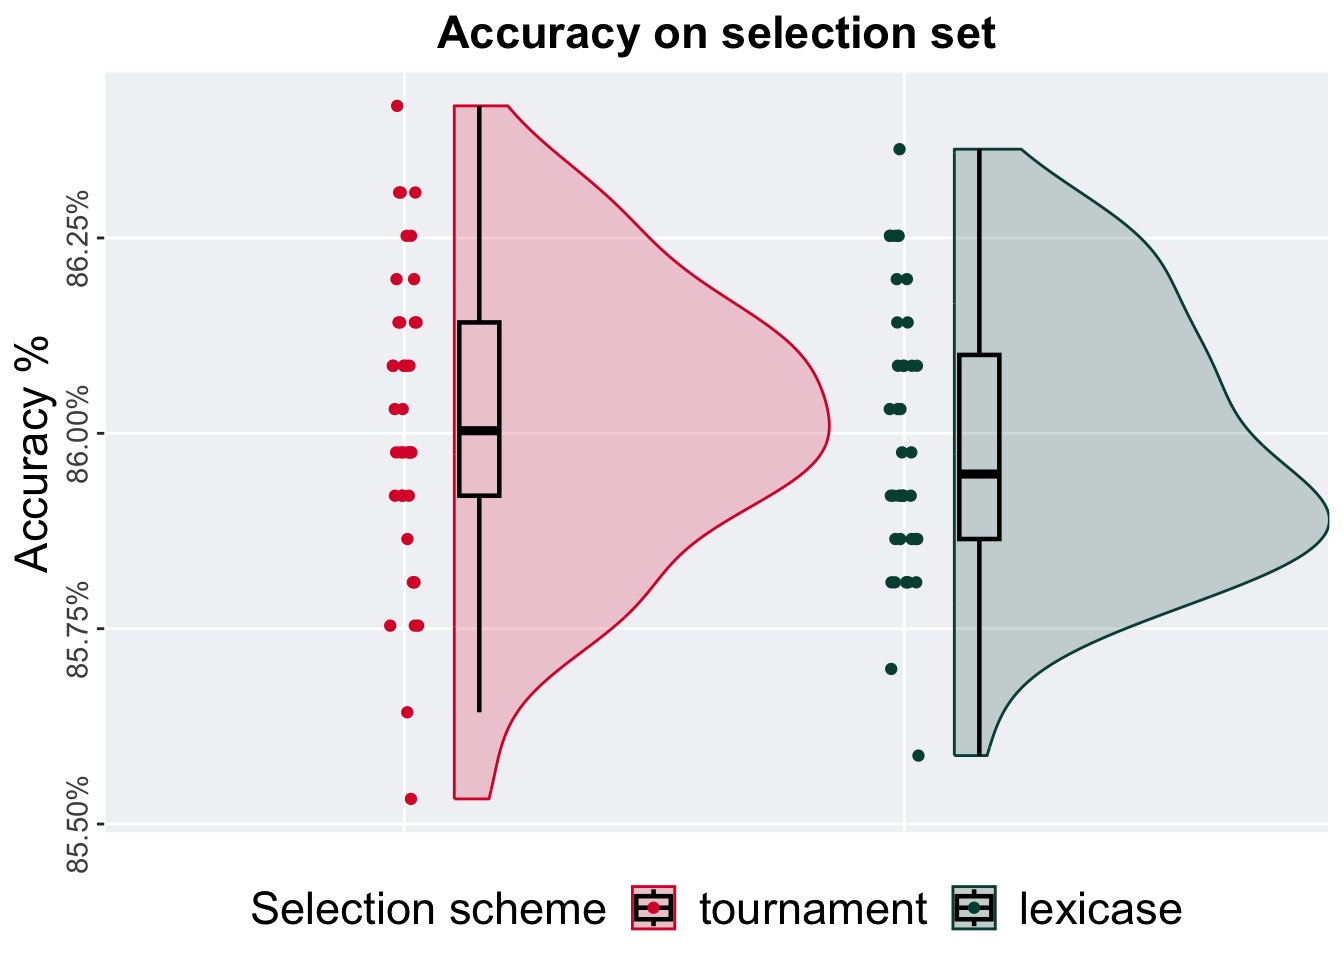 Accuracy on selection set
Accuracy %
86.25%
86.00%
85.75%
85.50%
Selection scheme tournament lexicase